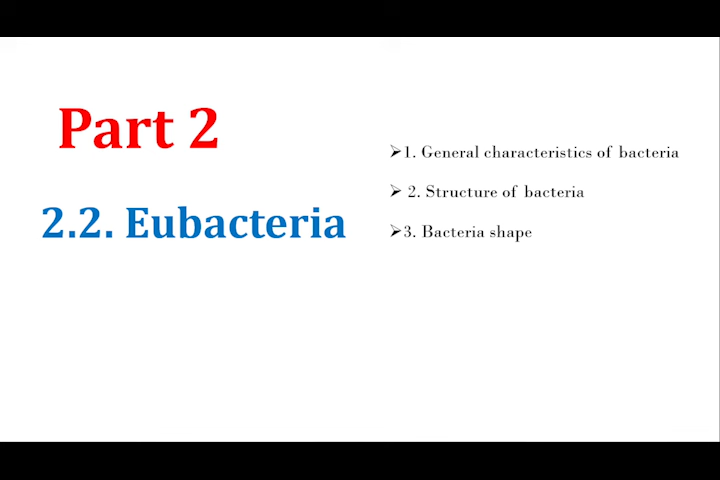 Part 2
2.2. Eubacteria
➢1. General characteristics of bacteria
➢ 2. Structure of bacteria
➢3. Bacteria shape